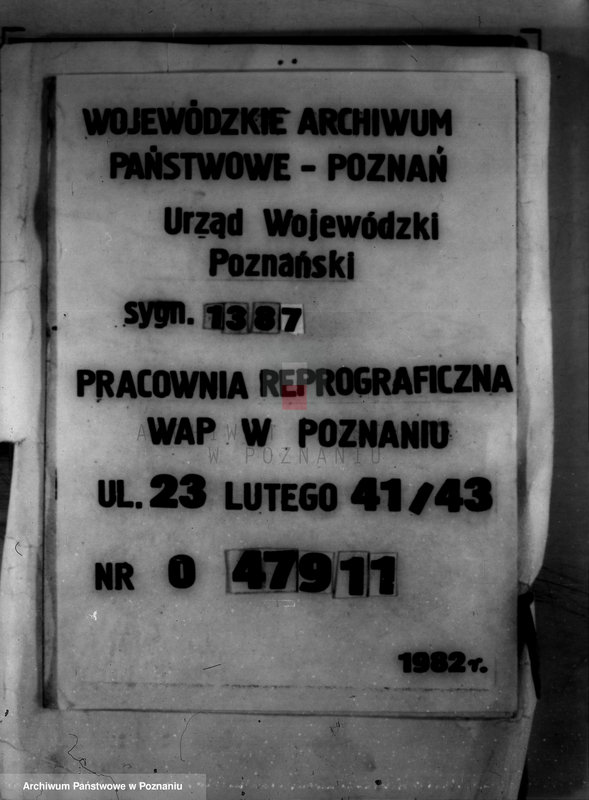 WOJEWÓDZKIE ARCHIWUM
PAŃSTWOWE - POZNAŃ
Urząd Wojewódzki
Poznański
sygn. 1387
PRACOWNIA REPROGRAFICZNA
WAP W POZNANIU
W POZNANIU
UL. 23 LUTEGO 41/43
NR 0 47911
1982 r.
Archiwum Państwowe w Poznaniu